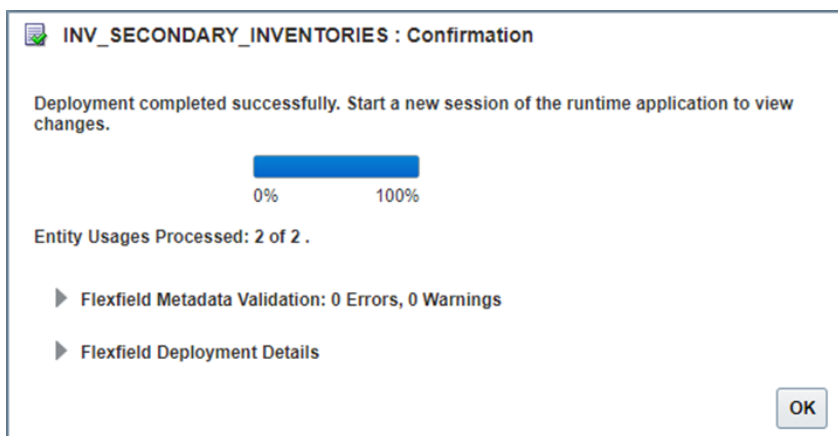 INV_SECONDARY_INVENTORIES : Confirmation
Deployment completed successfully. Start a new session of the runtime application to view
changes.
0% 100%
Entity Usages Processed: 2 of 2 .
Flexfield Metadata Validation: 0 Errors, 0 Warnings
Flexfield Deployment Details
OK